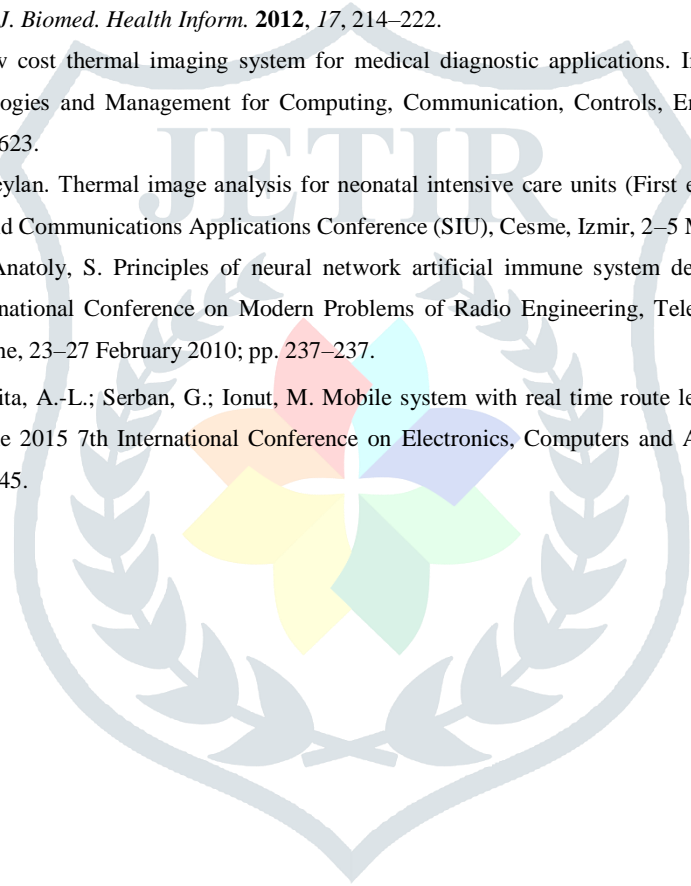 J. Biomed. Health Inform. 2012, 17, 214–222.
cost thermal imaging system for medical diagnostic applications. I
ogies and Management for Computing, Communication, Controls, E
623.
eylan. Thermal image analysis for neonatal intensive care units (First e
d Communications Applications Conference (SIU), Cesme, Izmir, 2–5 M
Anatoly, S. Principles of neural network artificial immune system de
national Conference on Modern Problems of Radio Engineering, Tele
ne, 23–27 February 2010; pp. 237–237.
ita, A.-L.; Serban, G.; Ionut, M. Mobile system with real time route le
e 2015 7th International Conference on Electronics, Computers and A
45.
JETIR